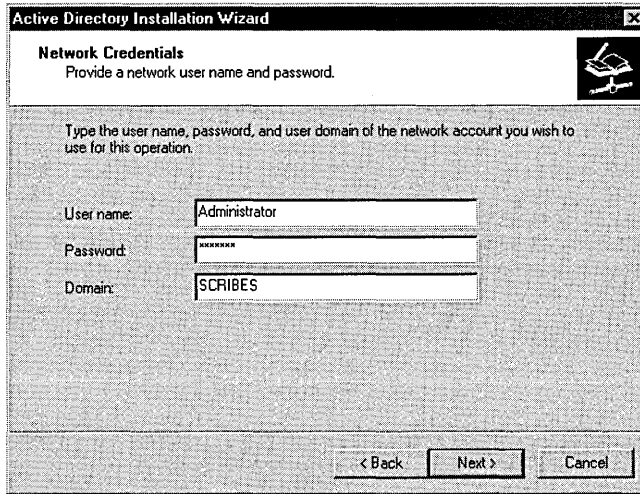 Active Directory Installation Wizard
Network Credentials
Provide a network user name and password.
Type the user name, password, and user domain of the network account you wish to
use for this operation.
User name: Administrator
Password: *******
Domain: SCRIBES
< Back Next > Cancel